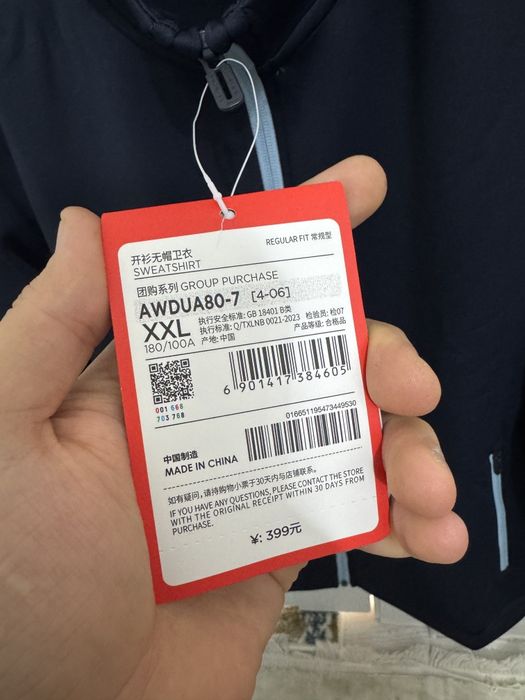 开衫无帽卫衣
SWEATSHIRT
REGULAR FIT 常规型
团购系列 GROUP PURCHASE
AWDUA80-7 [4-06]
XXL
180/100A
执行安全标准: GB 18401 B类
执行标准: Q/TXLNB 0021-2023 检验员: 检07
产地: 中国
产品等级: 合格品
001 668
703 768
6 901417 384605
016651195473449530
中国制造
MADE IN CHINA
如有疑问,请持购物小票于30天内与店铺联系。
IF YOU HAVE ANY QUESTIONS, PLEASE CONTACT THE STORE
WITH THE ORIGINAL RECEIPT WITHIN 30 DAYS FROM
PURCHASE.
¥: 399元